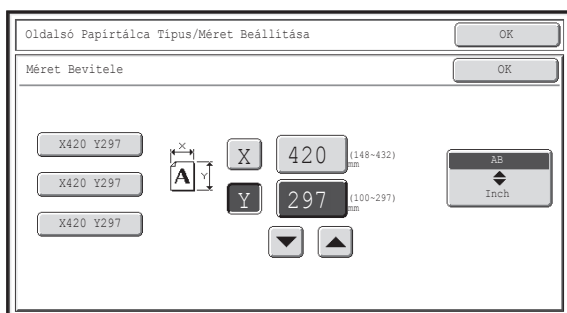 Oldalsó Papírtálca Típus/Méret Beállítása OK
Méret Bevitele OK
X420 Y297
X420 Y297
X420 Y297
X
Y
A
X 420 (148~432) mm
Y 297 (100~297) mm
AB
Inch